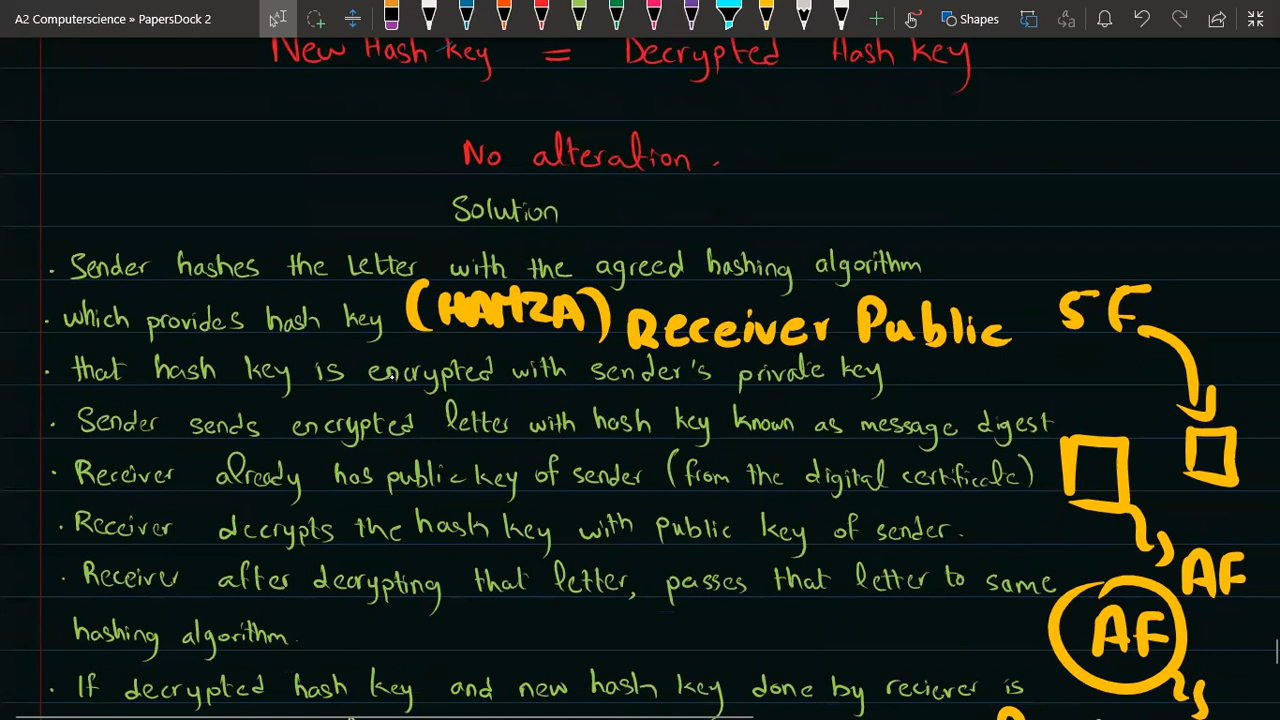 A2 Computerscience » PapersDock 2
Shapes
New Hash key = Decrypted Hash key
No alteration.
Solution
. Sender hashes the Letter with the agreed hashing algorithm
. which provides hash key (HAMZA) Receiver Public 5F
. that hash key is encrypted with sender's private key
. Sender sends encrypted letter with hash key known as message digest
. Receiver already has public key of sender (from the digital certificate)
. Receiver decrypts the hash key with public key of sender.
AF
. Receiver after decrypting that letter, passes that letter to same
hashing algorithm.
AF
. If decrypted hash key and new hash key done by reciever is